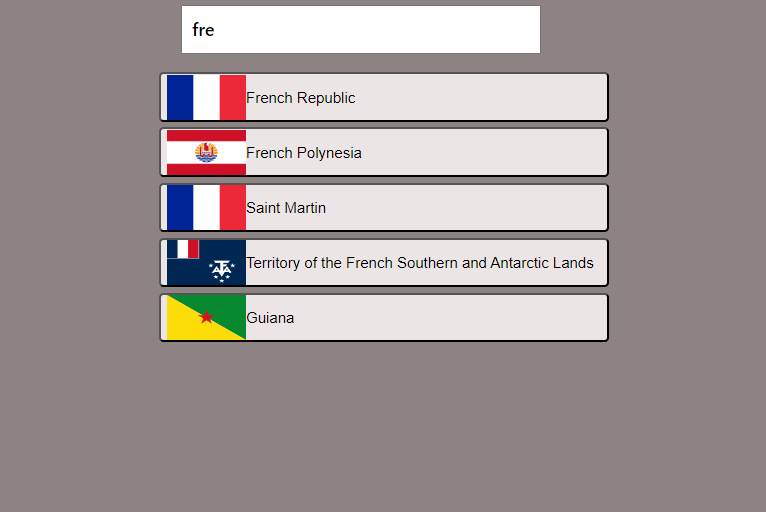 fre
French Republic
French Polynesia
Saint Martin
Territory of the French Southern and Antarctic Lands
Guiana